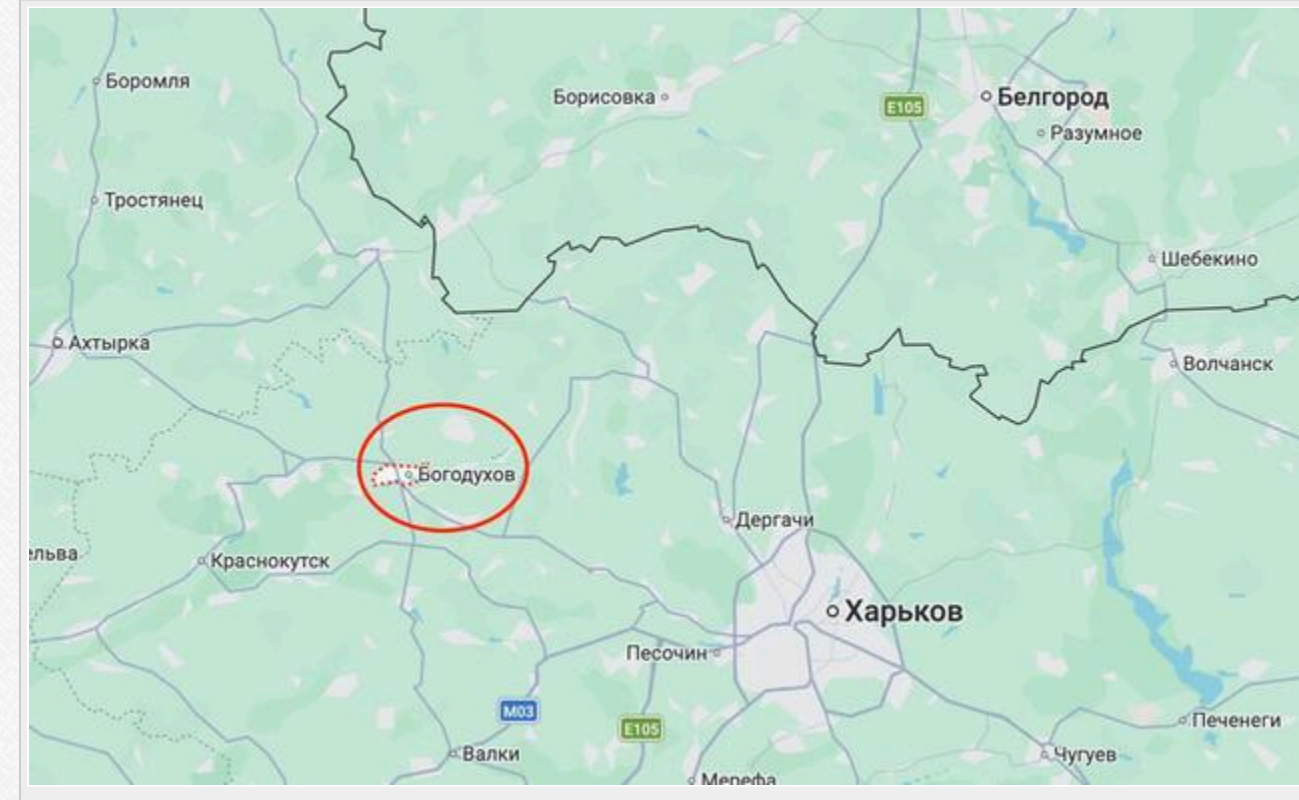 Боромля
Борисовка
E105
Белгород
Разумное
Тростянец
Шебекино
Ахтырка
Волчанск
Богодухов
Дергачи
ельва
Краснокутск
Харьков
Песочин
M03
E105
Печенеги
Валки
Чугуев
Мерефа